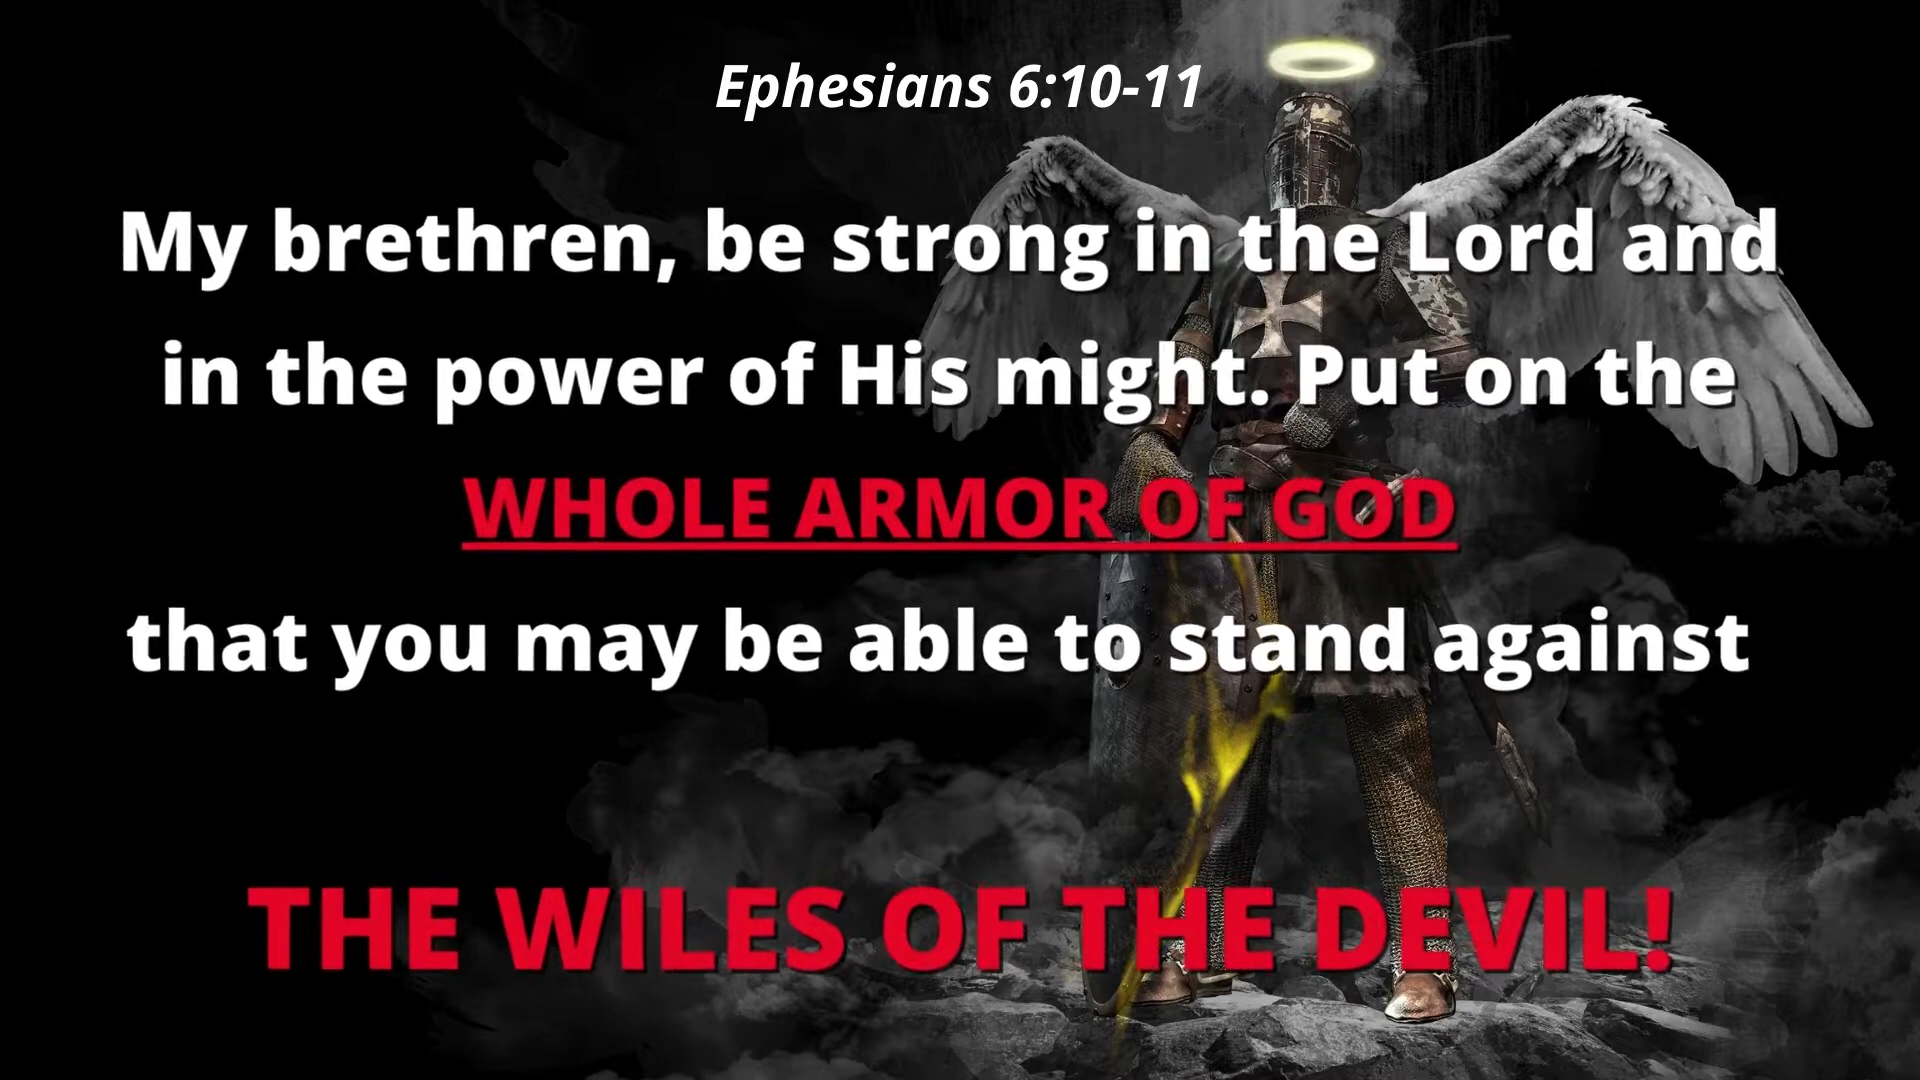 Ephesians 6:10-11
My brethren, be strong in the Lord and
in the power of His might. Put on the
WHOLE ARMOR OF GOD
that you may be able to stand against
THE WILES OF THE DEVIL!